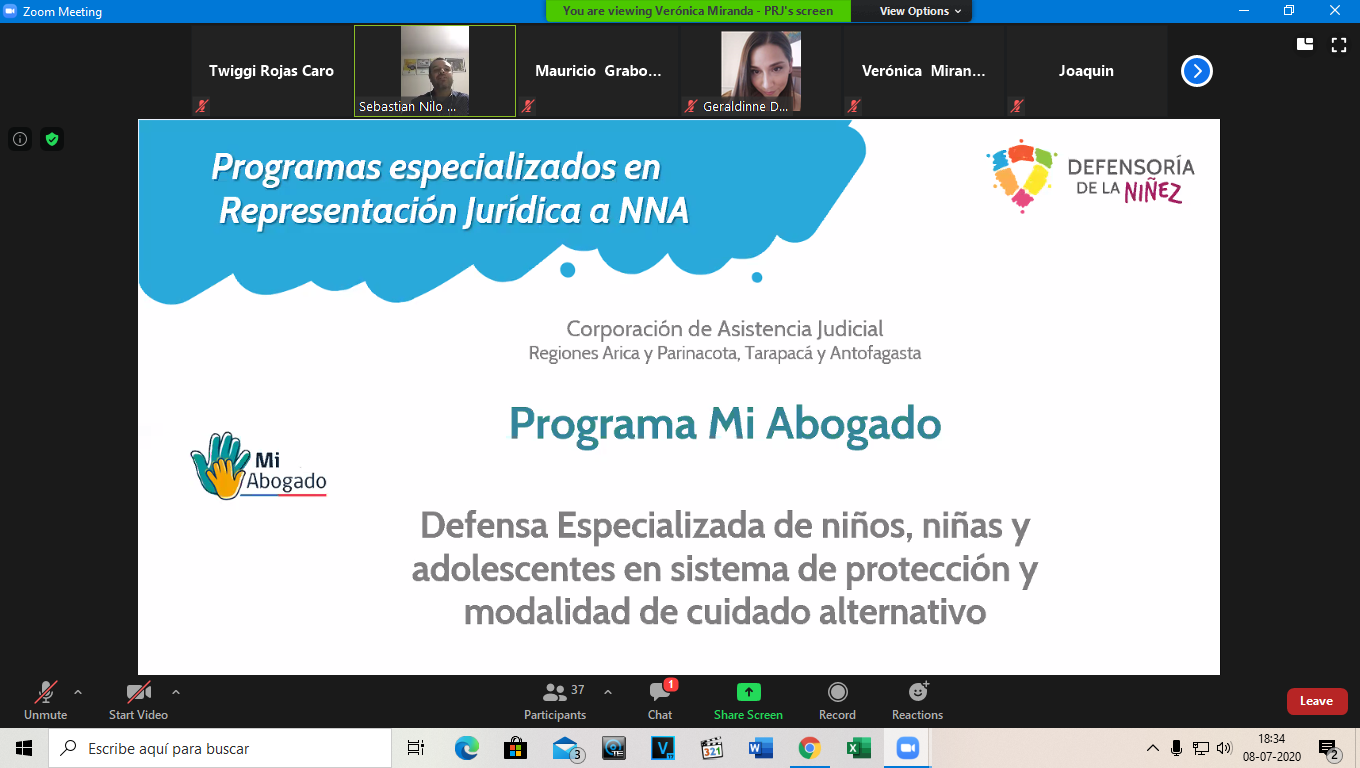 Zoom Meeting
You are viewing Verónica Miranda - PRJ's screen
View Options
Twiggi Rojas Caro
Sebastian Nilo ...
Mauricio Grabo...
Geraldinne D...
Verónica Miran...
Joaquin
Programas especializados en
Representación Jurídica a NNA
DEFENSORÍA
DE LA NIÑEZ
Corporación de Asistencia Judicial
Regiones Arica y Parinacota, Tarapacá y Antofagasta
Programa Mi Abogado
Mi
Abogado
Defensa Especializada de niños, niñas y
adolescentes en sistema de protección y
modalidad de cuidado alternativo
Unmute
Start Video
37
Participants
1
Chat
Share Screen
Record
Reactions
Leave
Escribe aquí para buscar
3
TE
V
321
18:34
08-07-2020
2